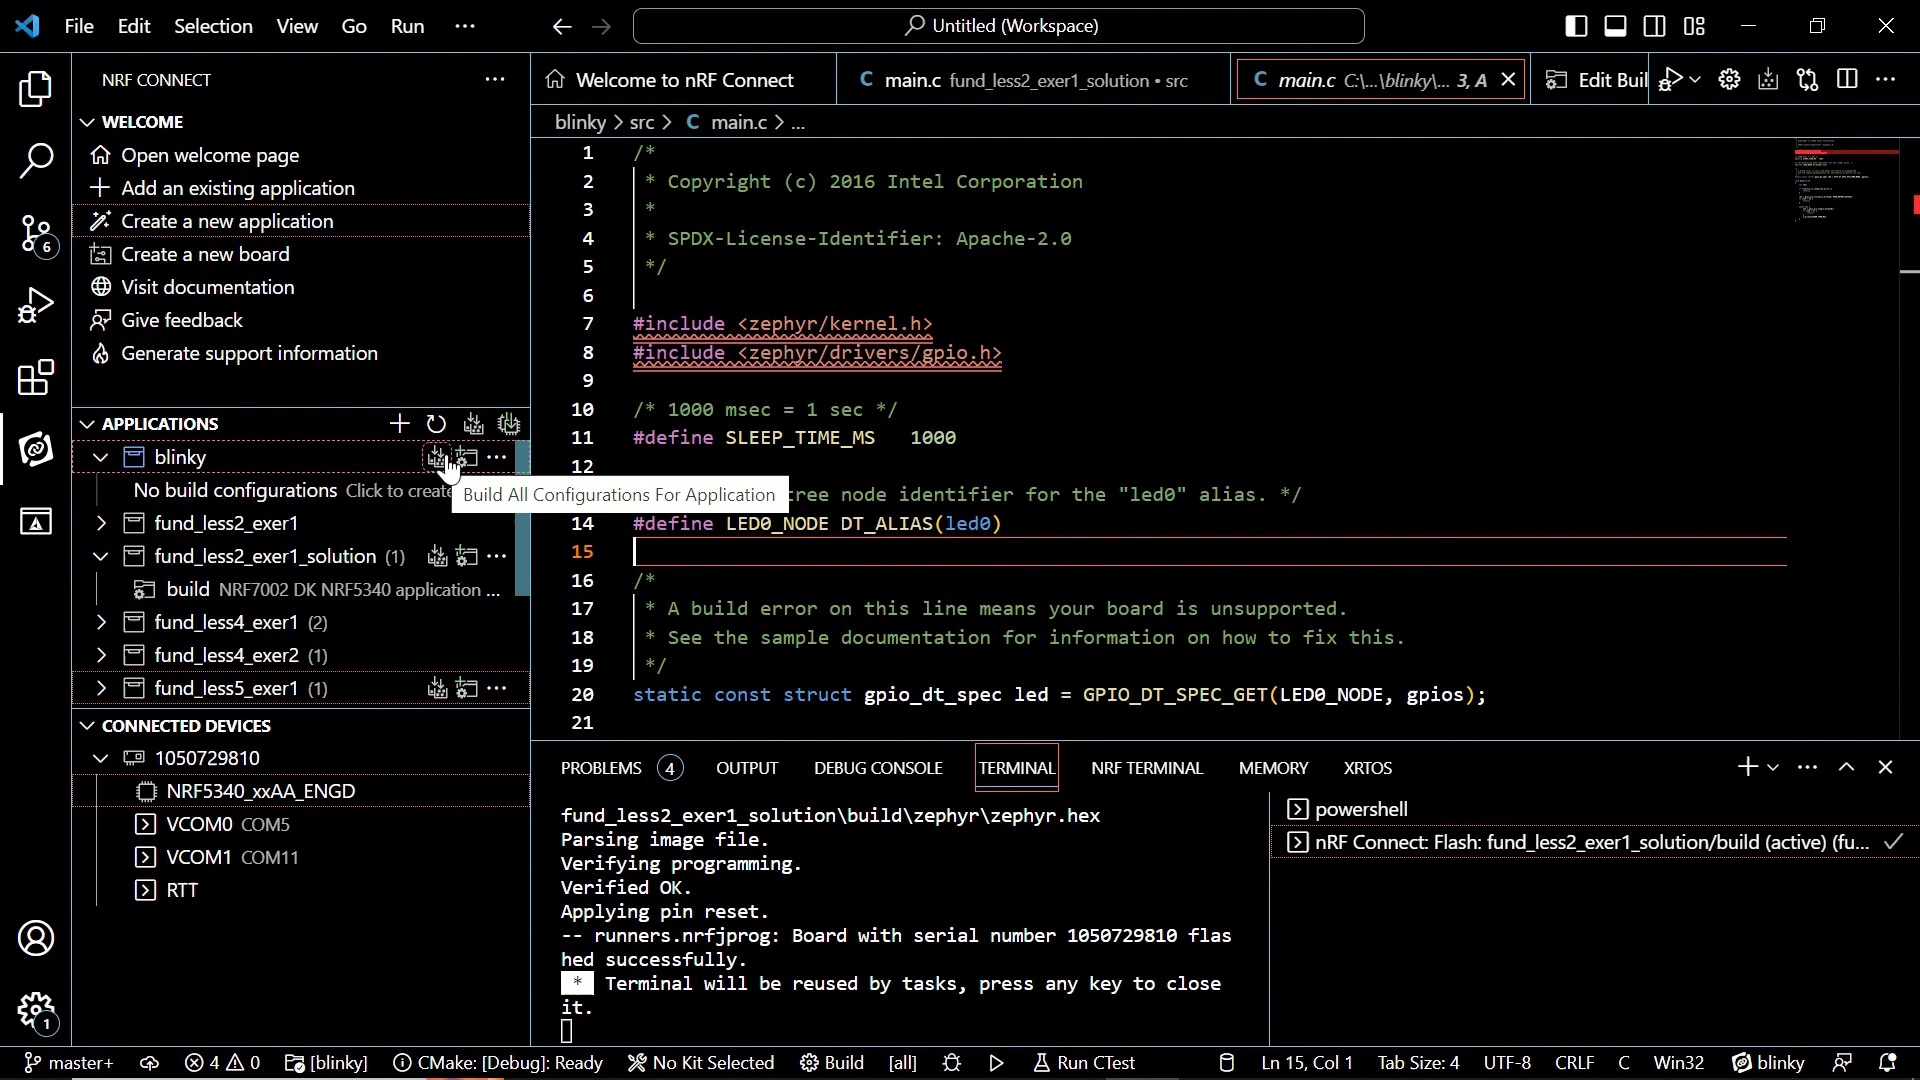 File Edit Selection View Go Run ···
Untitled (Workspace)
NRF CONNECT ···
WELCOME
Open welcome page
Add an existing application
Create a new application
Create a new board
Visit documentation
Give feedback
Generate support information
APPLICATIONS
blinky
No build configurations Click to create
Build All Configurations For Application
fund_less2_exer1
fund_less2_exer1_solution (1)
build NRF7002 DK NRF5340 application ...
fund_less4_exer1 (2)
fund_less4_exer2 (1)
fund_less5_exer1 (1)
CONNECTED DEVICES
1050729810
NRF5340_xxAA_ENGD
VCOM0 COM5
VCOM1 COM11
RTT
6
1
Welcome to nRF Connect
C main.c fund_less2_exer1_solution • src
C main.c C:\...\blinky\... 3, A
Edit Buil
blinky > src > C main.c > ...
1 /*
2 * Copyright (c) 2016 Intel Corporation
3 *
4 * SPDX-License-Identifier: Apache-2.0
5 */
6
7 #include <zephyr/kernel.h>
8 #include <zephyr/drivers/gpio.h>
9
10 /* 1000 msec = 1 sec */
11 #define SLEEP_TIME_MS 1000
12
tree node identifier for the "led0" alias. */
14 #define LED0_NODE DT_ALIAS(led0)
15
16 /*
17 * A build error on this line means your board is unsupported.
18 * See the sample documentation for information on how to fix this.
19 */
20 static const struct gpio_dt_spec led = GPIO_DT_SPEC_GET(LED0_NODE, gpios);
21
PROBLEMS 4 OUTPUT DEBUG CONSOLE TERMINAL NRF TERMINAL MEMORY XRTOS
fund_less2_exer1_solution\build\zephyr\zephyr.hex
Parsing image file.
Verifying programming.
Verified OK.
Applying pin reset.
-- runners.nrfjprog: Board with serial number 1050729810 flas
hed successfully.
* Terminal will be reused by tasks, press any key to close
it.
powershell
nRF Connect: Flash: fund_less2_exer1_solution/build (active) (fu...
master+ 4 0 [blinky] CMake: [Debug]: Ready No Kit Selected Build [all] Run CTest Ln 15, Col 1 Tab Size: 4 UTF-8 CRLF C Win32 blinky